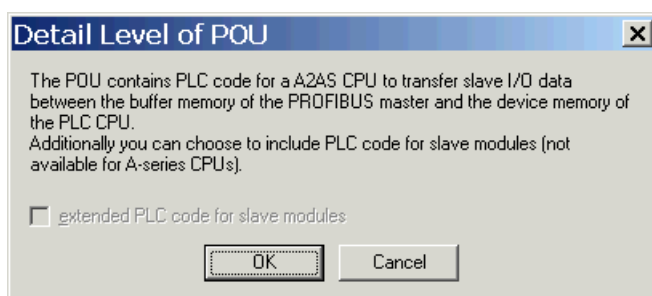 Detail Level of POU
The POU contains PLC code for a A2AS CPU to transfer slave I/O data
between the buffer memory of the PROFIBUS master and the device memory of
the PLC CPU.
Additionally you can choose to include PLC code for slave modules (not
available for A-series CPUs).
extended PLC code for slave modules
OK
Cancel